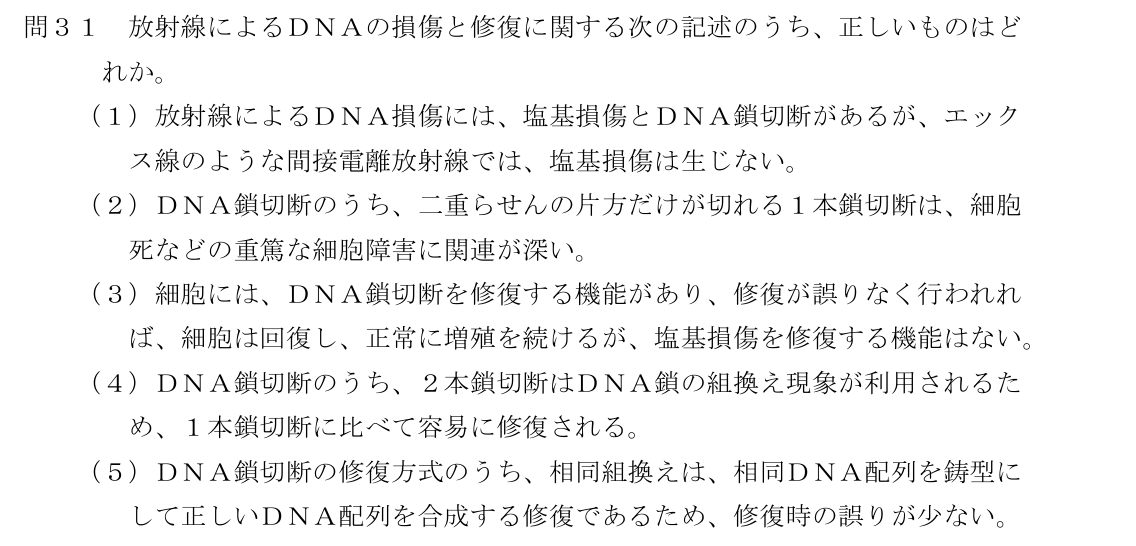 問３１　放射線によるＤＮＡの損傷と修復に関する次の記述のうち、正しいものはど
れか。
（１）放射線によるＤＮＡ損傷には、塩基損傷とＤＮＡ鎖切断があるが、エック
ス線のような間接電離放射線では、塩基損傷は生じない。
（２）ＤＮＡ鎖切断のうち、二重らせんの片方だけが切れる１本鎖切断は、細胞
死などの重篤な細胞障害に関連が深い。
（３）細胞には、ＤＮＡ鎖切断を修復する機能があり、修復が誤りなく行われれ
ば、細胞は回復し、正常に増殖を続けるが、塩基損傷を修復する機能はない。
（４）ＤＮＡ鎖切断のうち、２本鎖切断はＤＮＡ鎖の組換え現象が利用されるた
め、１本鎖切断に比べて容易に修復される。
（５）ＤＮＡ鎖切断の修復方式のうち、相同組換えは、相同ＤＮＡ配列を鋳型に
して正しいＤＮＡ配列を合成する修復であるため、修復時の誤りが少ない。